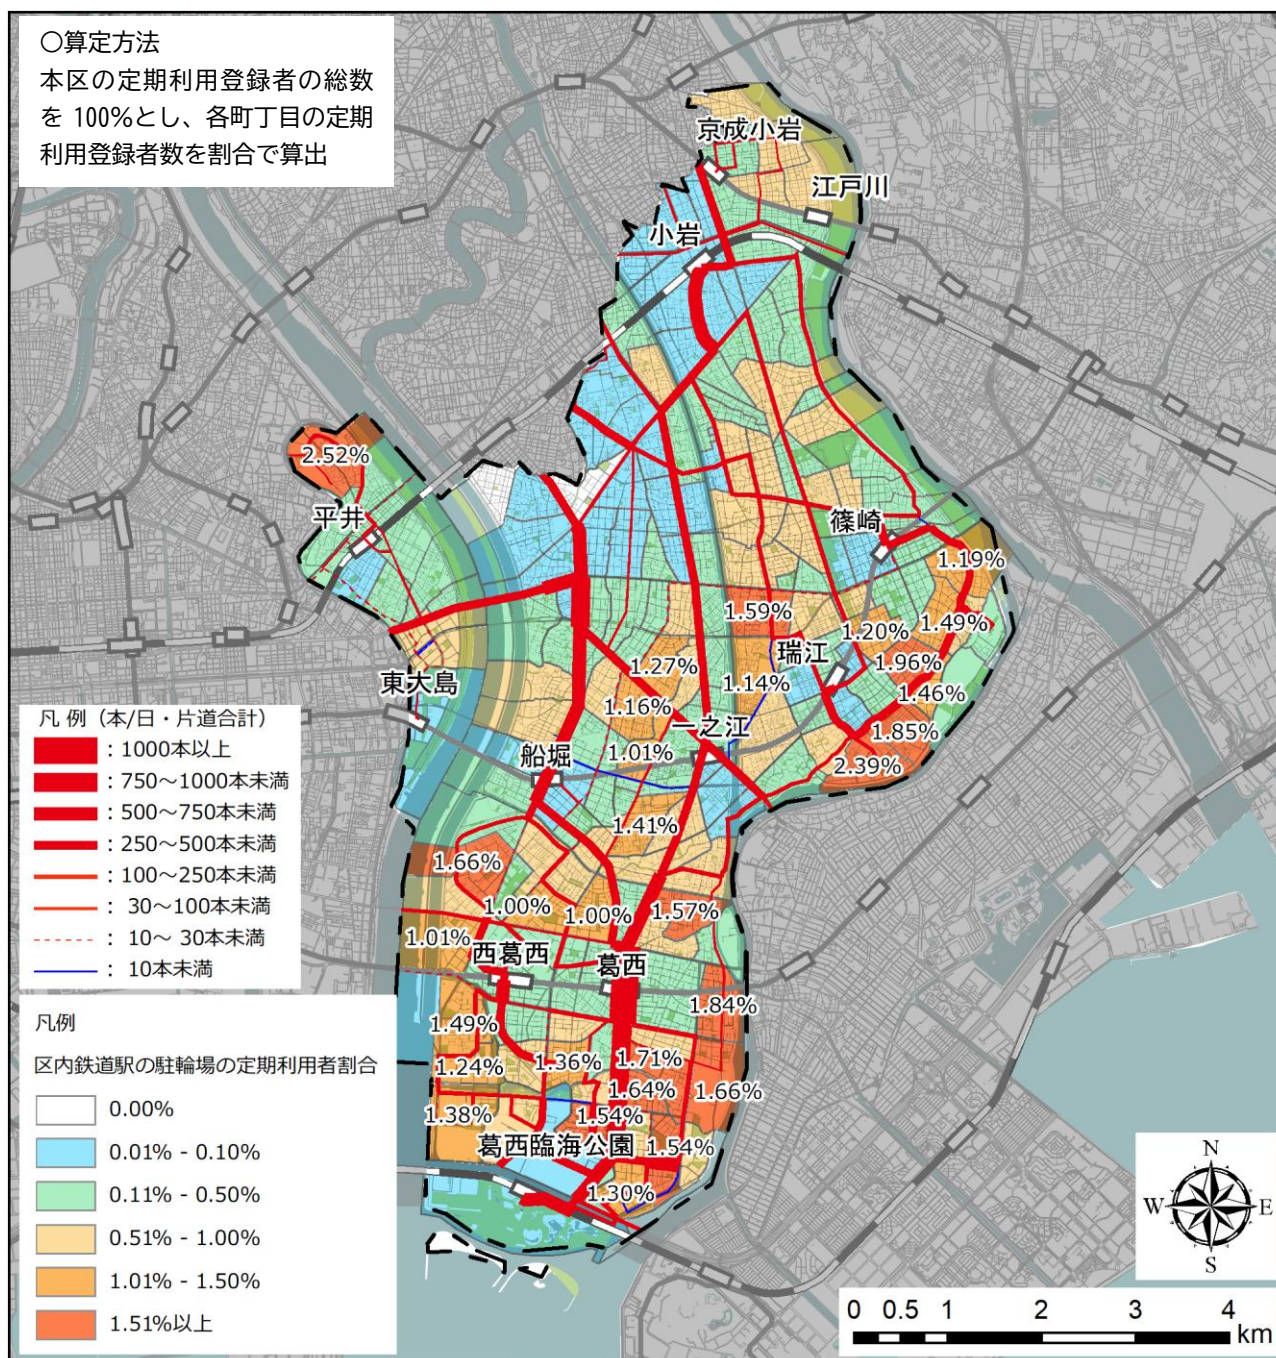 〇算定方法
本区の定期利用登録者の総数
を 100%とし、各町丁目の定期
利用登録者数を割合で算出
京成小岩
江戸川
小岩
2.52%
平井
篠崎
1.19%
1.59%
1.49%
1.20%
瑞江
1.27%
1.96%
東大島
1.14%
1.46%
1.16%
一之江
1.85%
船堀
1.01%
2.39%
1.41%
1.66%
1.00%
1.00%
1.57%
1.01%
西葛西
葛西
1.84%
1.49%
1.36%
1.71%
1.24%
1.64%
1.66%
1.38%
1.54%
葛西臨海公園
1.54%
1.30%
凡 例（本/日・片道合計）
：1000本以上
：750～1000本未満
：500～750本未満
：250～500本未満
：100～250本未満
： 30～100本未満
： 10～ 30本未満
： 10本未満
凡例
区内鉄道駅の駐輪場の定期利用者割合
0.00%
0.01% - 0.10%
0.11% - 0.50%
0.51% - 1.00%
1.01% - 1.50%
1.51%以上
N
W
E
S
0 0.5 1 2 3 4
km